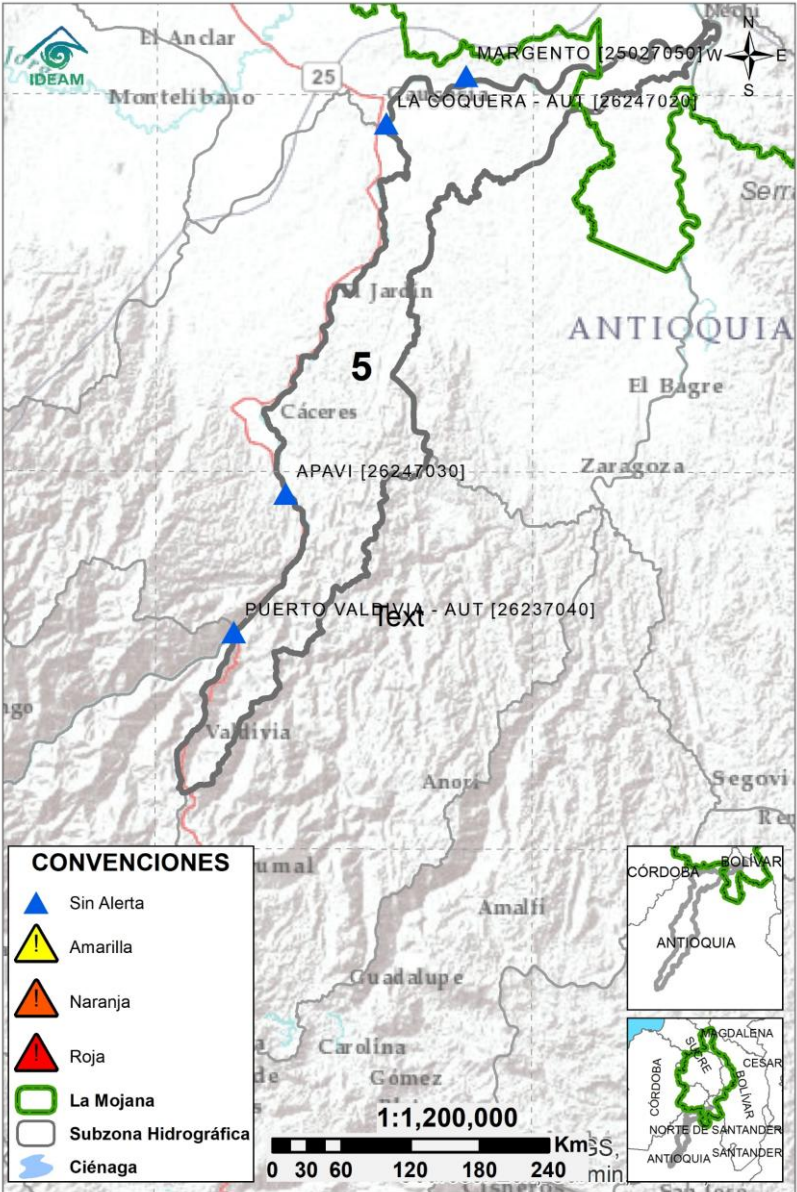 Nechí
N
W E
S
IDEAM
El Anclar
MARGENTO [25027050]
25
Montelibano
LA COQUERA - AUT [26247020]
El Jardín
ANTIOQUIA
5
El Bagre
Cáceres
Zaragoza
APAVI [26247030]
PUERTO VALDIVIA - AUT [26237040]
Text
Valdivia
Anorí
Segovi
CONVENCIONES
Sin Alerta
Amarilla
Naranja
Roja
La Mojana
Subzona Hidrográfica
Ciénaga
Amalfi
Guadalupe
Carolina
Gómez
1:1,200,000
Km
0 30 60 120 180 240
CÓRDOBA
BOLÍVAR
ANTIOQUIA
MAGDALENA
SUCRE
CESAR
CÓRDOBA
BOLÍVAR
NORTE DE SANTANDER
ANTIOQUIA
SANTANDER